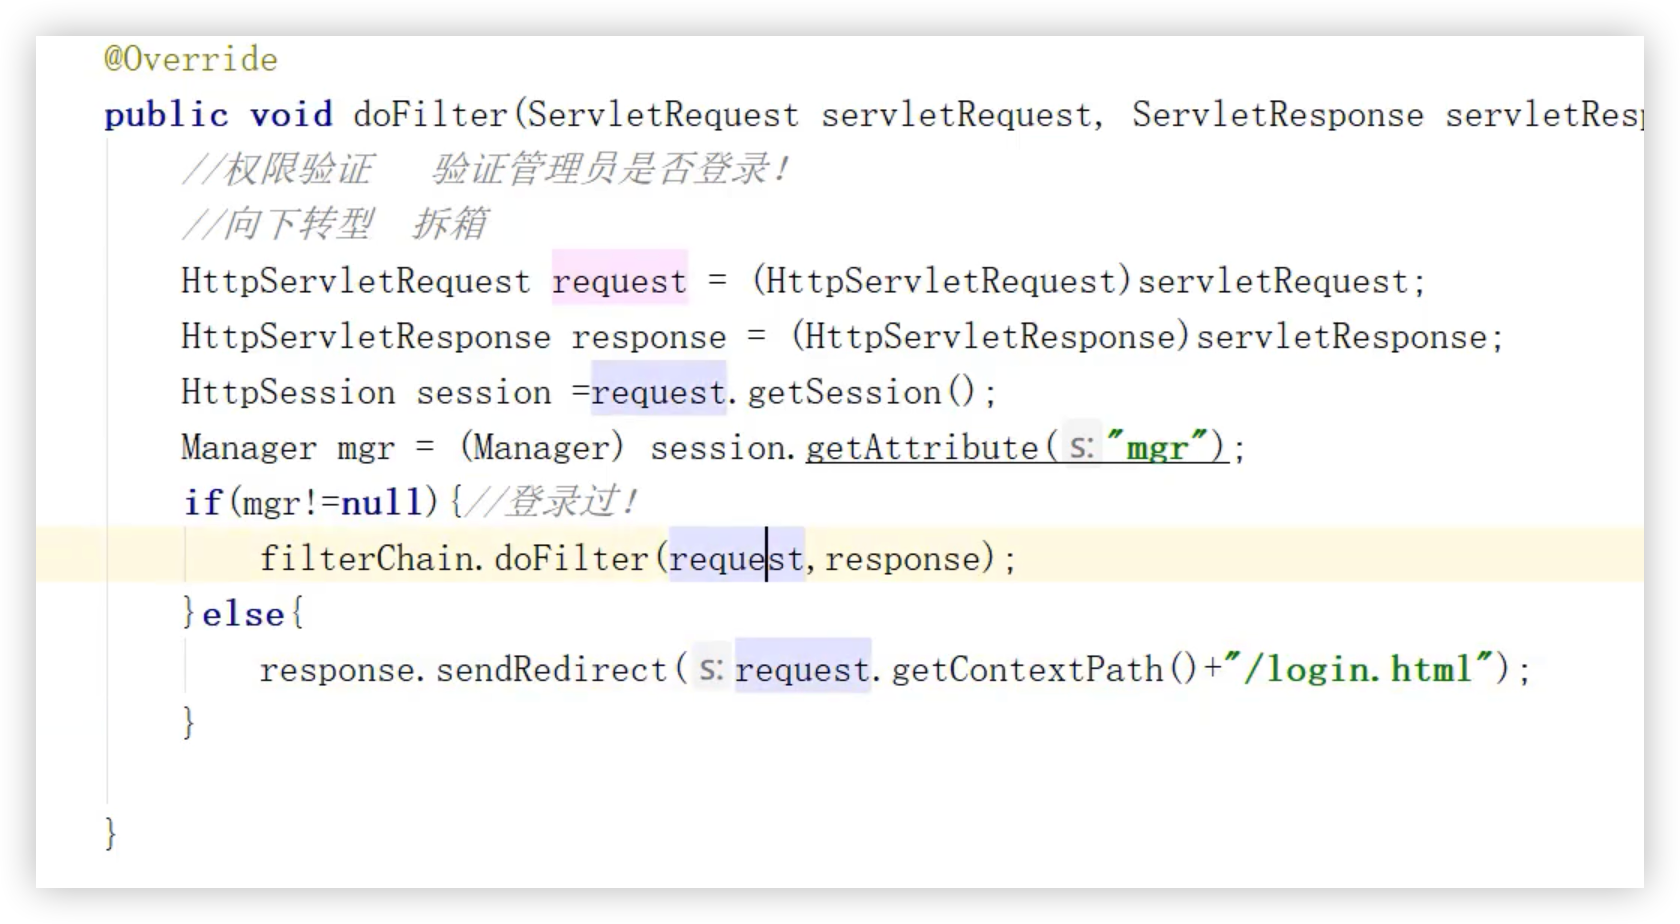 @Override
public void doFilter(ServletRequest servletRequest, ServletResponse servletResp
//权限验证   验证管理员是否登录!
//向下转型  拆箱
HttpServletRequest request = (HttpServletRequest)servletRequest;
HttpServletResponse response = (HttpServletResponse)servletResponse;
HttpSession session =request.getSession();
Manager mgr = (Manager) session.getAttribute( s: "mgr");
if(mgr!=null){//登录过!
filterChain.doFilter(request,response);
}else{
response.sendRedirect( s: request.getContextPath()+"/login.html");
}
}